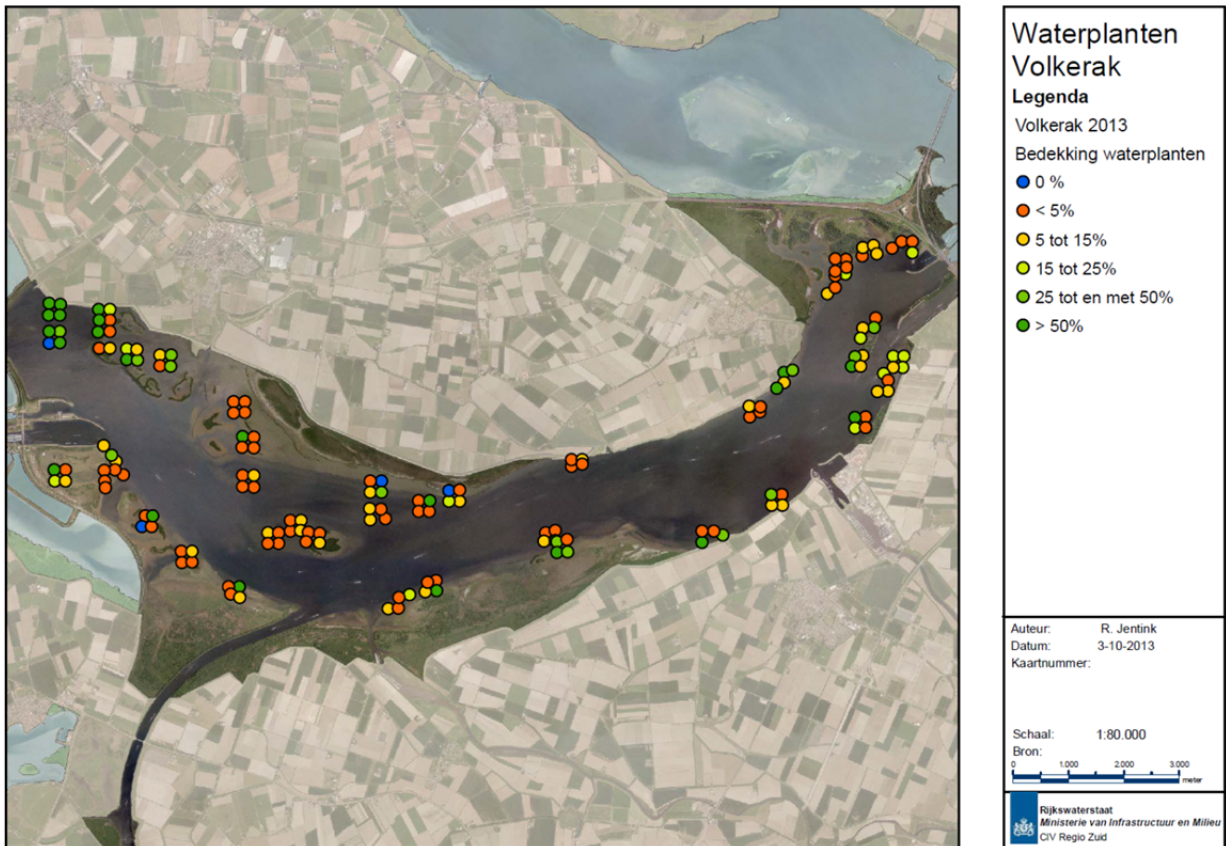 Waterplanten
Volkerak
Legenda
Volkerak 2013
Bedekking waterplanten
0 %
< 5%
5 tot 15%
15 tot 25%
25 tot en met 50%
> 50%
Auteur: R. Jentink
Datum: 3-10-2013
Kaartnummer:
Schaal: 1:80.000
Bron:
0 1.000 2.000 3.000
meter
Rijkswaterstaat
Ministerie van Infrastructuur en Milieu
CIV Regio Zuid